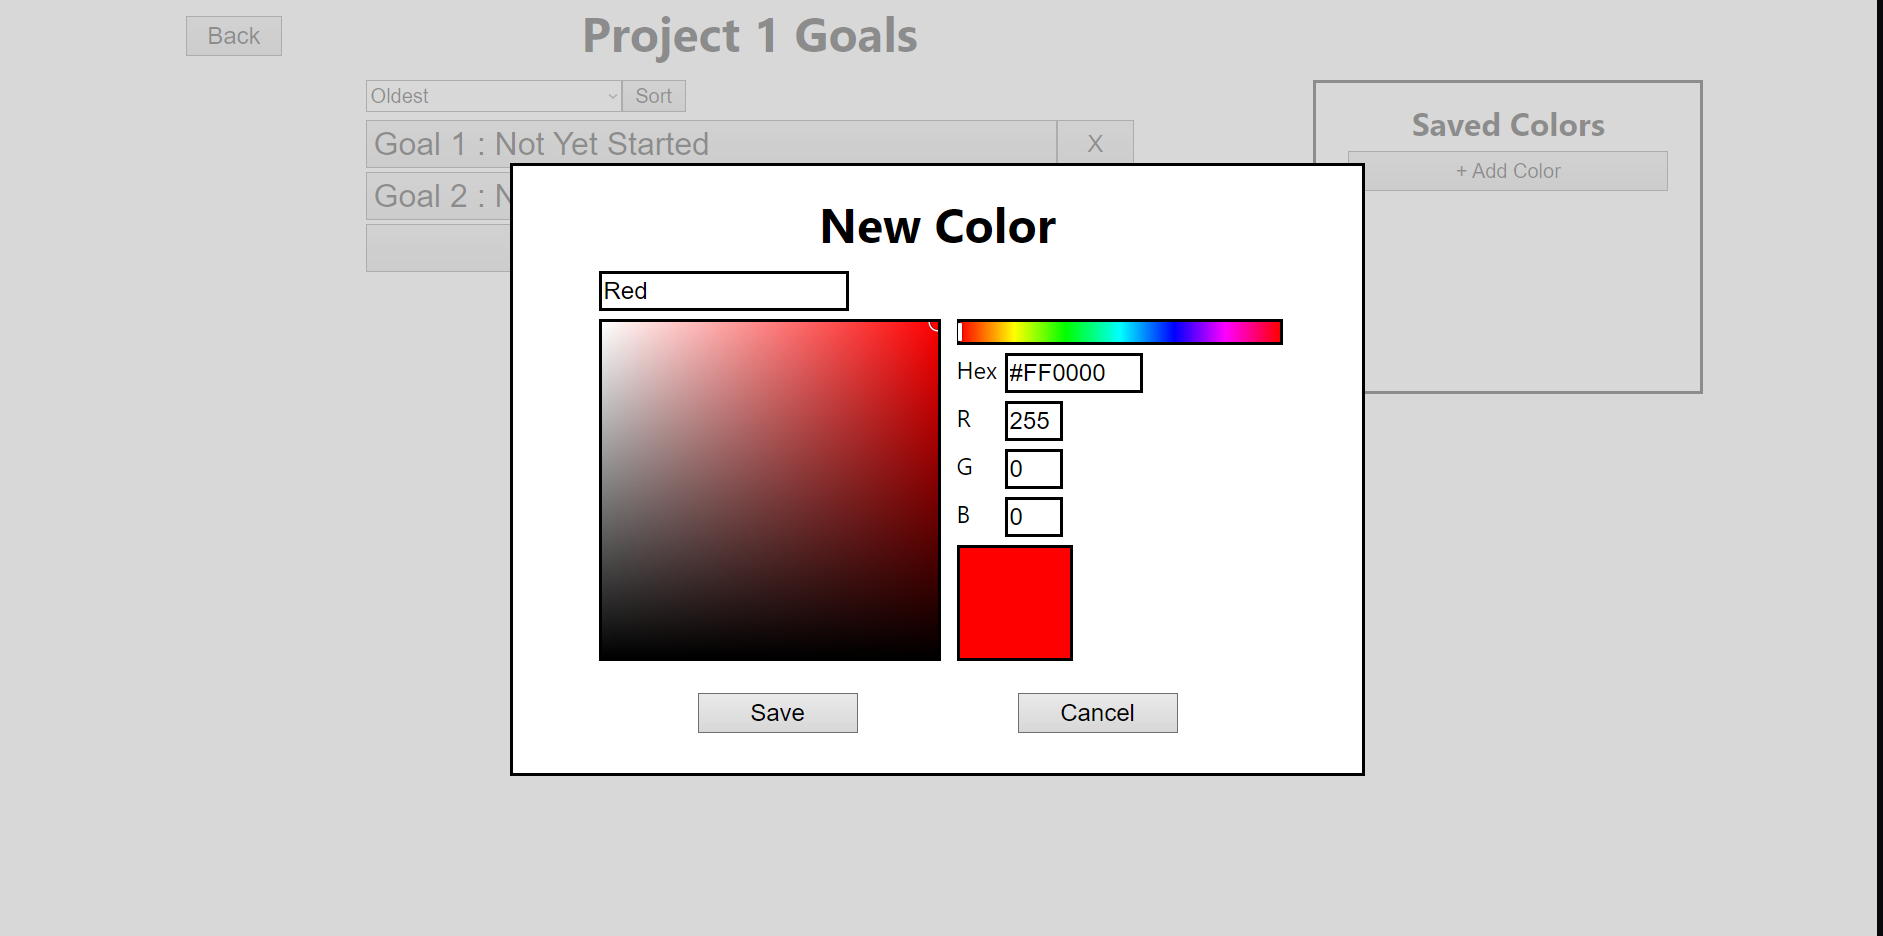 Back
Project 1 Goals
Oldest
Sort
Goal 1 : Not Yet Started
X
Goal 2 : N
Saved Colors
+ Add Color
New Color
Red
Hex #FF0000
R 255
G 0
B 0
Save
Cancel